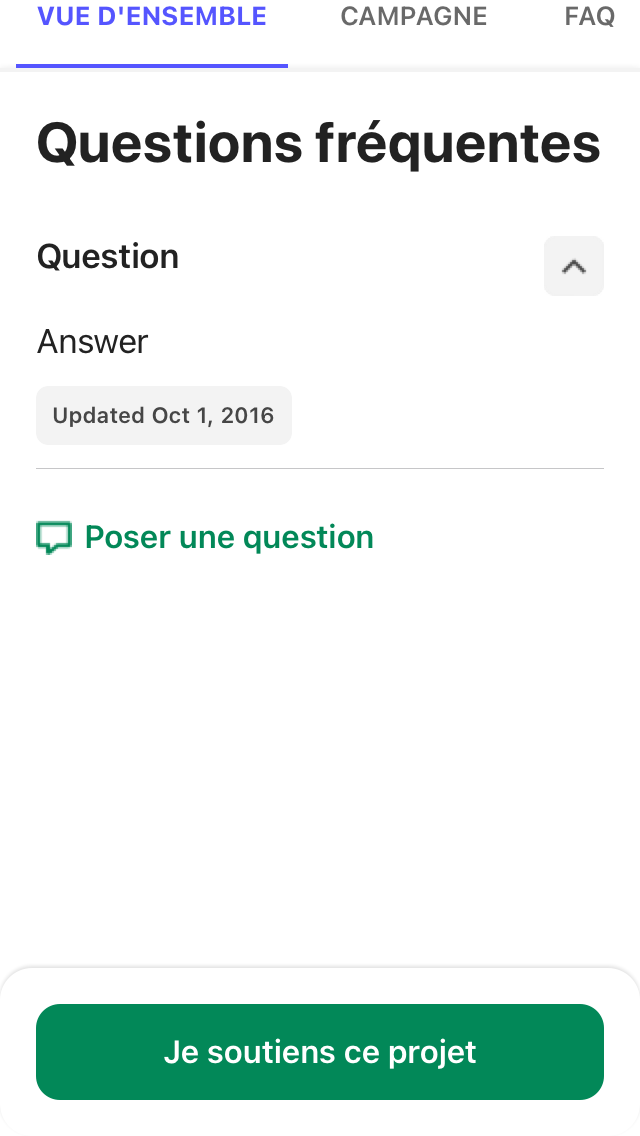 VUE D'ENSEMBLE CAMPAGNE FAQ
Questions fréquentes
Question
Answer
Updated Oct 1, 2016
Poser une question
Je soutiens ce projet